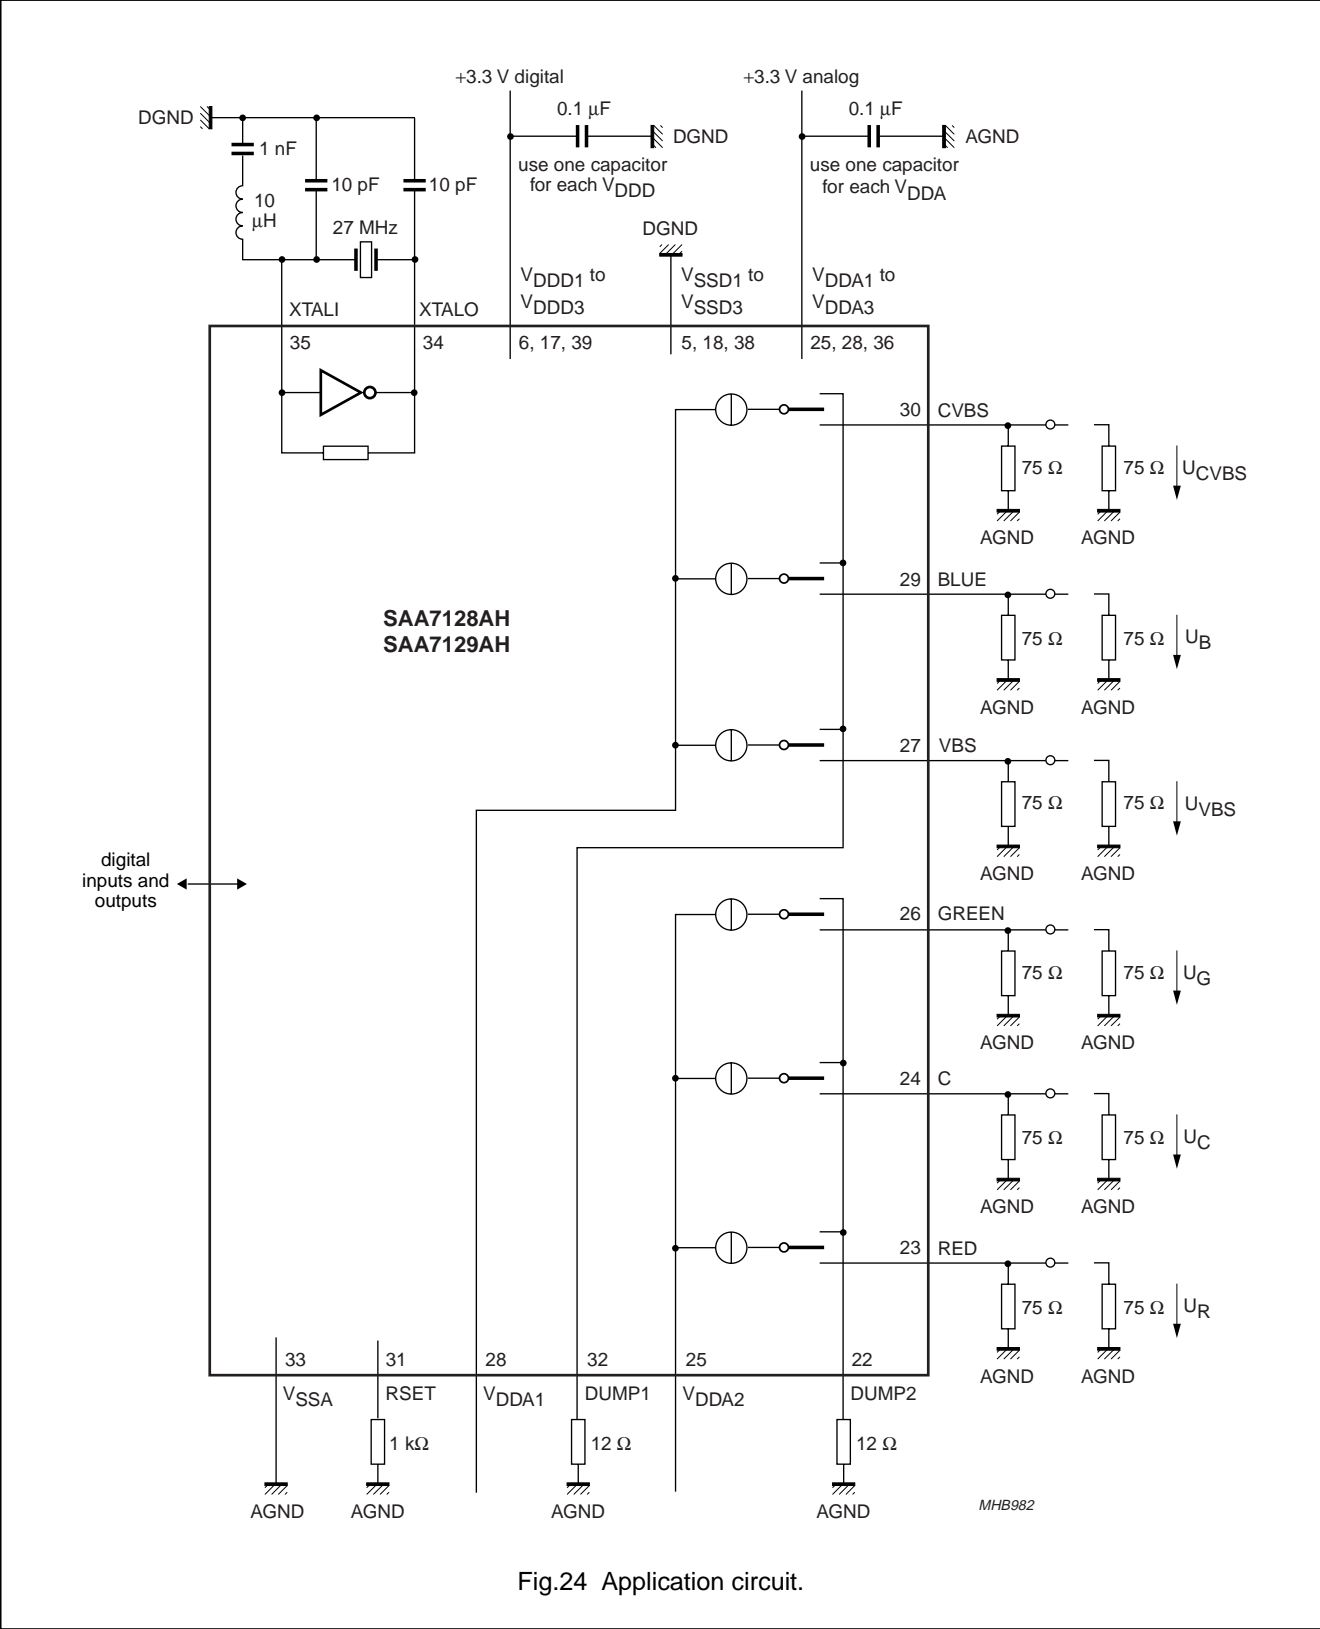 +3.3 V digital
+3.3 V analog
DGND
0.1 μF
DGND
0.1 μF
AGND
1 nF
use one capacitor
for each VDDD
use one capacitor
for each VDDA
10 pF
10 pF
10
μH
27 MHz
DGND
VDDD1 to
VDDD3
VSSD1 to
VSSD3
VDDA1 to
VDDA3
XTALI
XTALO
35
34
6, 17, 39
5, 18, 38
25, 28, 36
30
CVBS
75 Ω
75 Ω
UCVBS
AGND
AGND
29
BLUE
75 Ω
75 Ω
UB
AGND
AGND
SAA7128AH
SAA7129AH
27
VBS
75 Ω
75 Ω
UVBS
AGND
AGND
digital
inputs and
outputs
26
GREEN
75 Ω
75 Ω
UG
AGND
AGND
24
C
75 Ω
75 Ω
UC
AGND
AGND
23
RED
75 Ω
75 Ω
UR
AGND
AGND
33
31
28
32
25
22
VSSA
RSET
VDDA1
DUMP1
VDDA2
DUMP2
1 kΩ
12 Ω
12 Ω
AGND
AGND
AGND
AGND
MHB982
Fig.24 Application circuit.